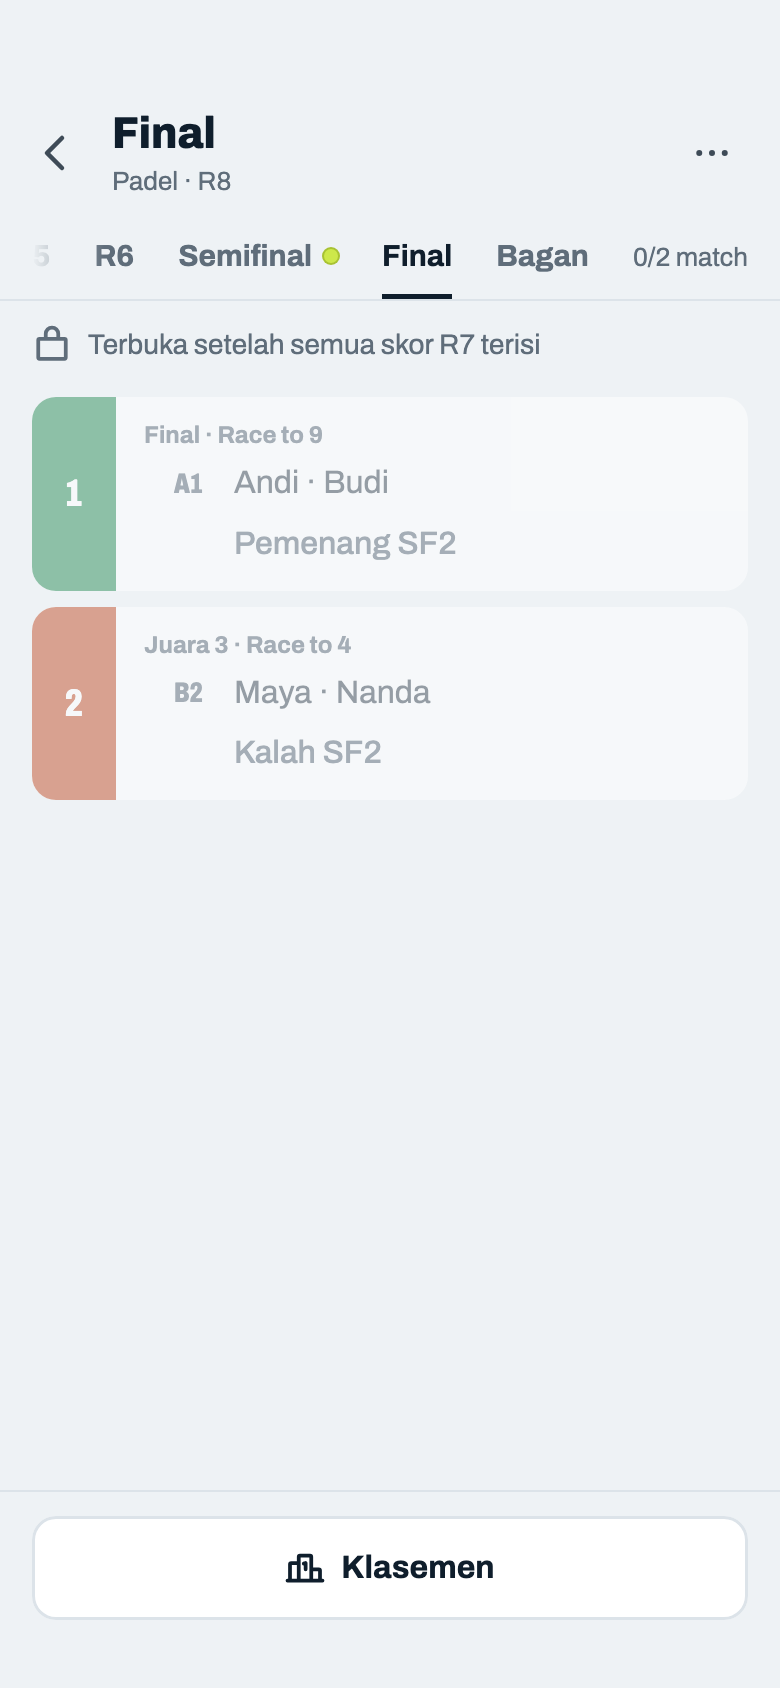 Final
Padel · R8
5 R6 Semifinal Final Bagan 0/2 match
Terbuka setelah semua skor R7 terisi
1
Final · Race to 9
A1 Andi · Budi
Pemenang SF2
2
Juara 3 · Race to 4
B2 Maya · Nanda
Kalah SF2
Klasemen